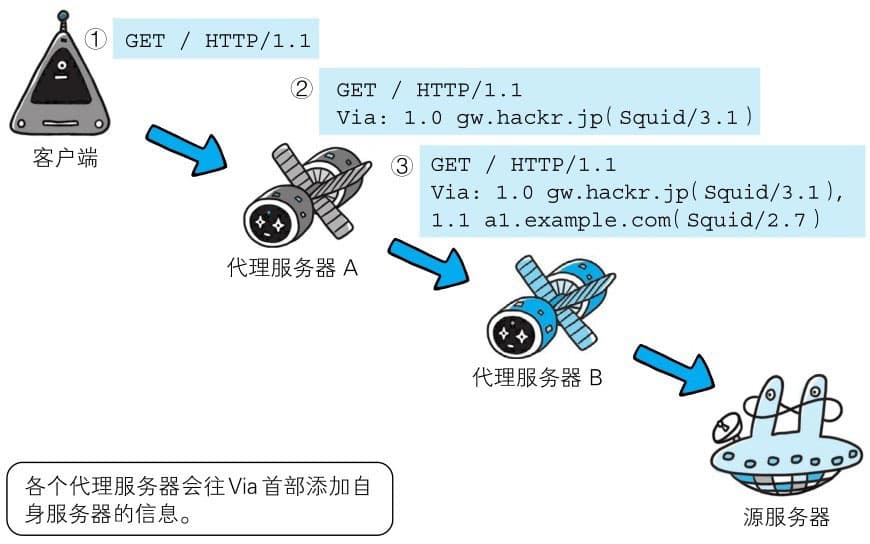 ① GET / HTTP/1.1
② GET / HTTP/1.1
Via: 1.0 gw.hackr.jp(Squid/3.1)
客户端
③ GET / HTTP/1.1
Via: 1.0 gw.hackr.jp(Squid/3.1),
1.1 a1.example.com(Squid/2.7)
代理服务器 A
代理服务器 B
各个代理服务器会往Via首部添加自
身服务器的信息。
源服务器